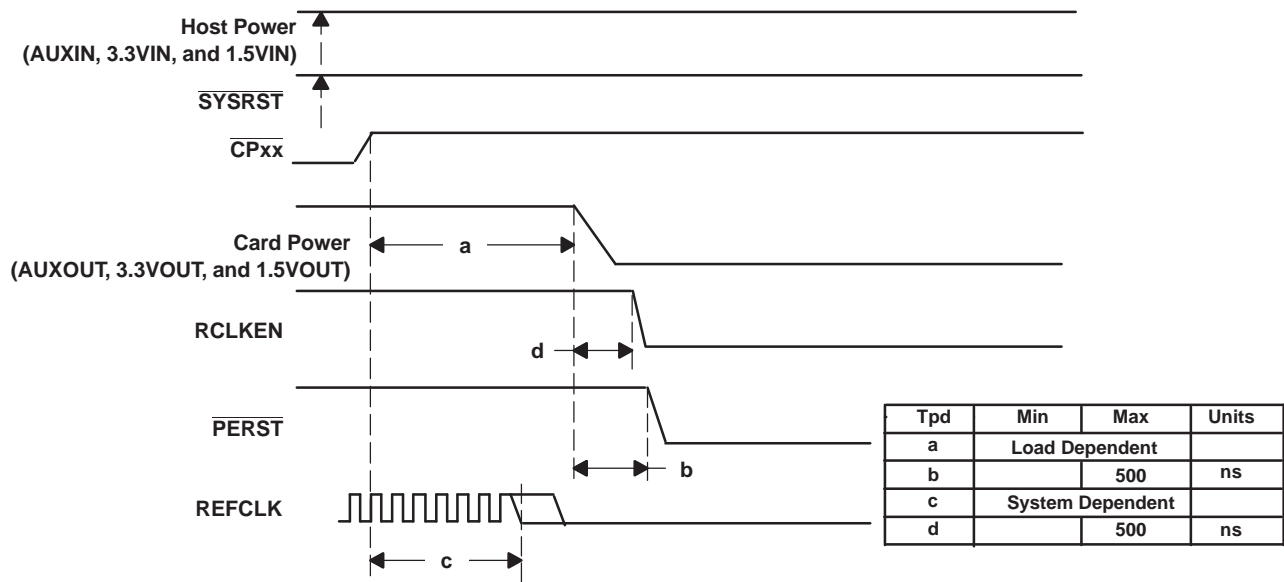 Host Power
(AUXIN, 3.3VIN, and 1.5VIN)
SYSRST
CPxx
Card Power
(AUXOUT, 3.3VOUT, and 1.5VOUT)
a
RCLKEN
d
PERST
b
REFCLK
c
Tpd Min Max Units
a Load Dependent
b 500 ns
c System Dependent
d 500 ns